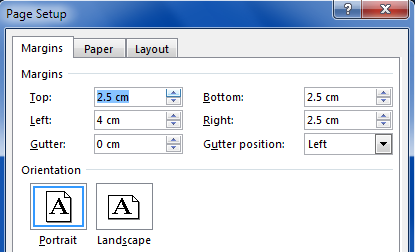 Page Setup
Margins Paper Layout
Margins
Top: 2.5 cm Bottom: 2.5 cm
Left: 4 cm Right: 2.5 cm
Gutter: 0 cm Gutter position: Left
Orientation
A A
Portrait Landscape